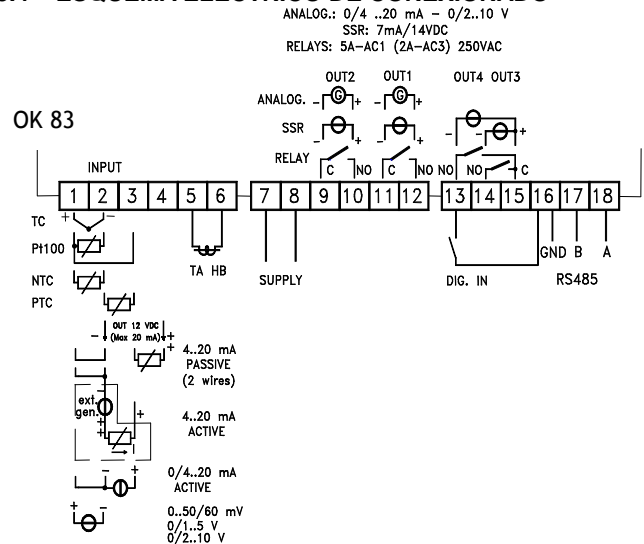 ANALOG.: 0/4 ..20 mA – 0/2..10 V
SSR: 7mA/14VDC
RELAYS: 5A-AC1 (2A-AC3) 250VAC
OUT2 OUT1 OUT4 OUT3
ANALOG. - G + - G +
SSR - + - + - - +
OK 83
RELAY C NO C NO NO NO C
INPUT
1 2 3 4 5 6 7 8 9 10 11 12 13 14 15 16 17 18
TC + -
Pt100
GND B A
TA HB SUPPLY DIG. IN RS485
NTC
PTC
OUT 12 VDC
- (Max 20 mA) +
+
4..20 mA
PASSIVE
(2 wires)
-
ext.
gen.
+
+
+
I
4..20 mA
ACTIVE
- +
0/4..20 mA
ACTIVE
+ -
0..50/60 mV
0/1..5 V
0/2..10 V